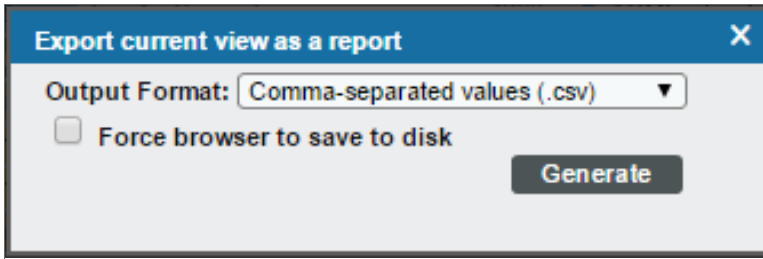 Export current view as a report
Output Format: Comma-separated values (.csv)
Force browser to save to disk
Generate